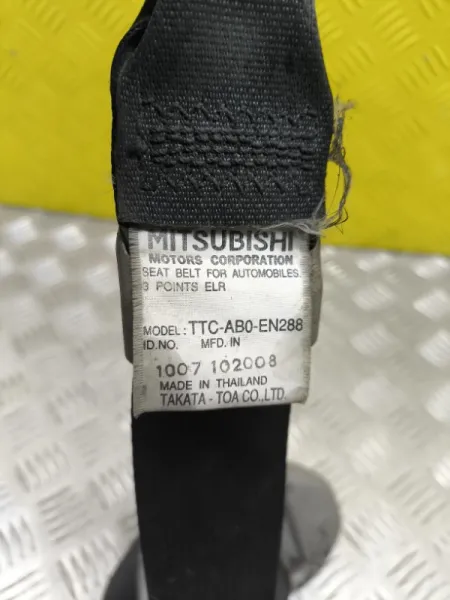 MITSUBISHI
MOTORS CORPORATION
SEAT BELT FOR AUTOMOBILES.
3 POINTS ELR
MODEL: TTC-AB0-EN288
ID.NO. MFD. IN
1007 102008
MADE IN THAILAND
TAKATA - TOA CO.,LTD.